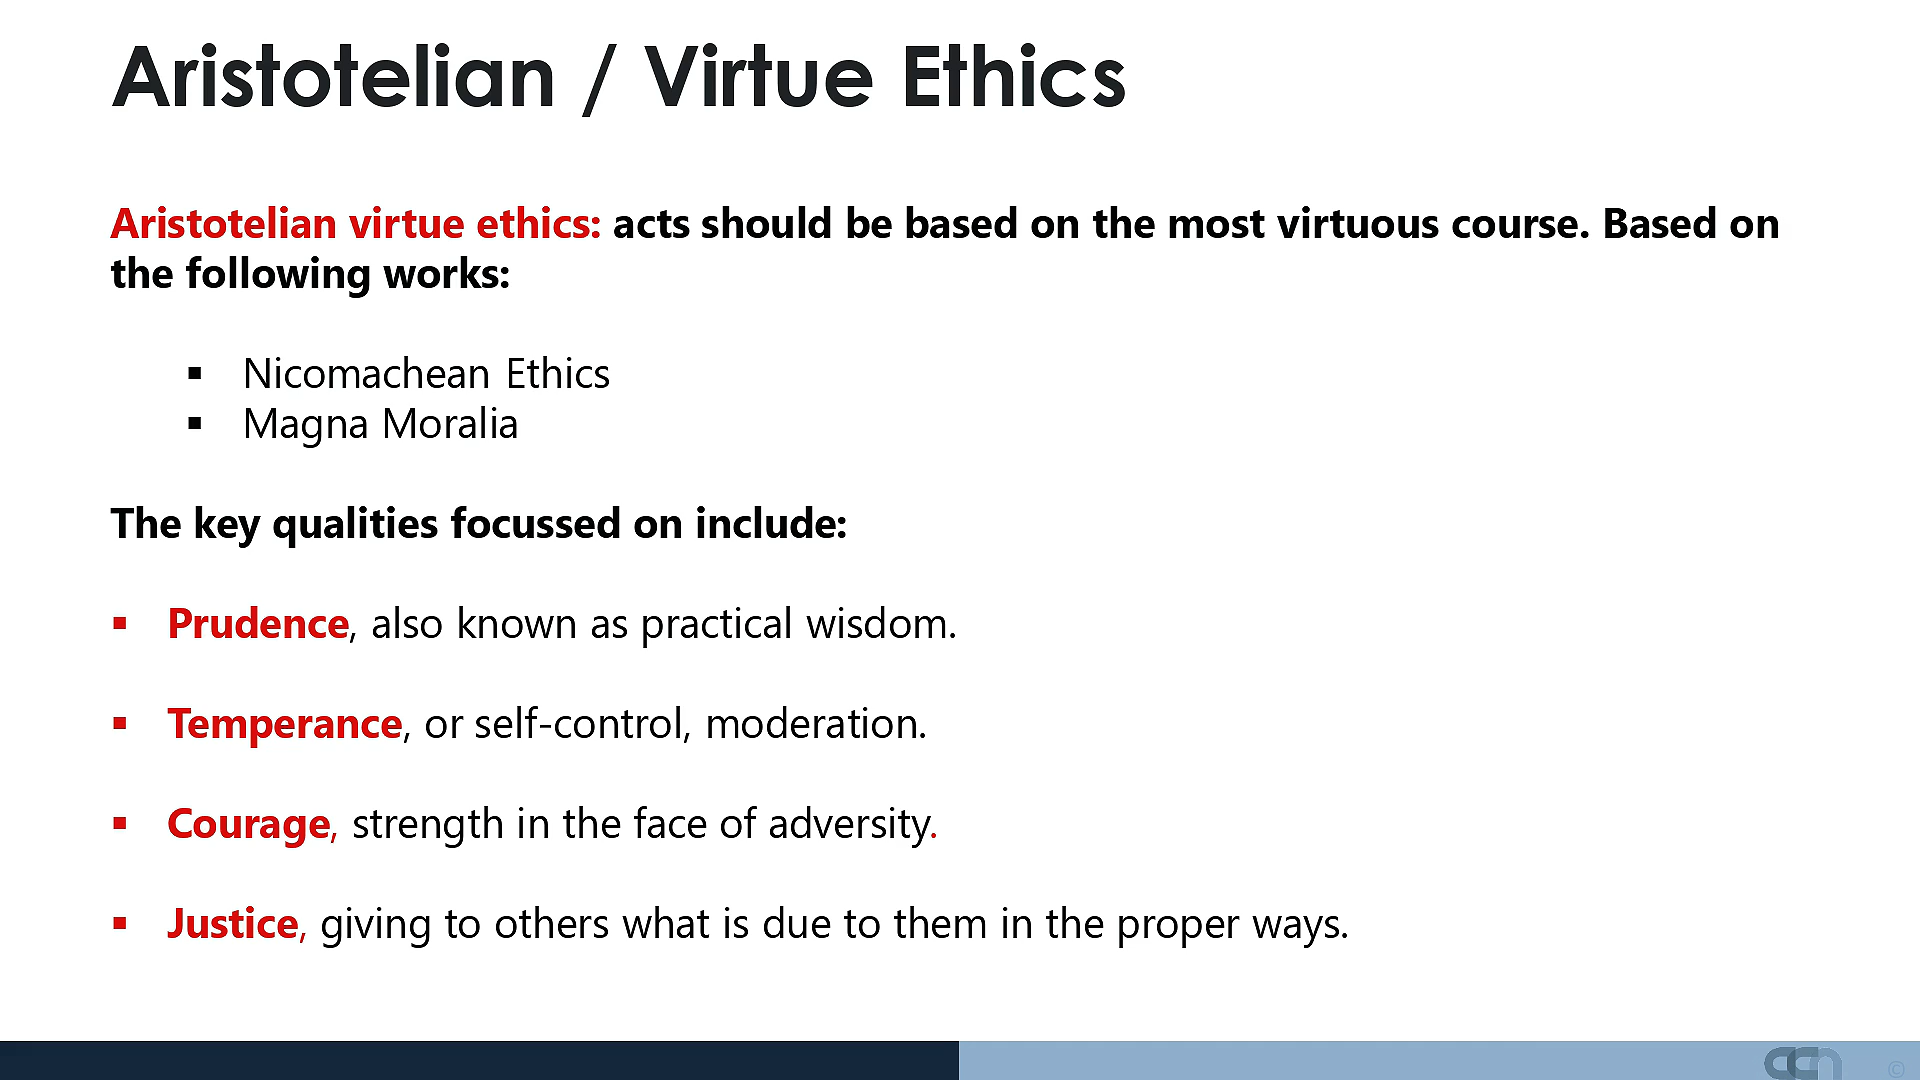 Aristotelian / Virtue Ethics
Aristotelian virtue ethics: acts should be based on the most virtuous course. Based on
the following works:
▪ Nicomachean Ethics
▪ Magna Moralia
The key qualities focussed on include:
▪ Prudence, also known as practical wisdom.
▪ Temperance, or self-control, moderation.
▪ Courage, strength in the face of adversity.
▪ Justice, giving to others what is due to them in the proper ways.
©